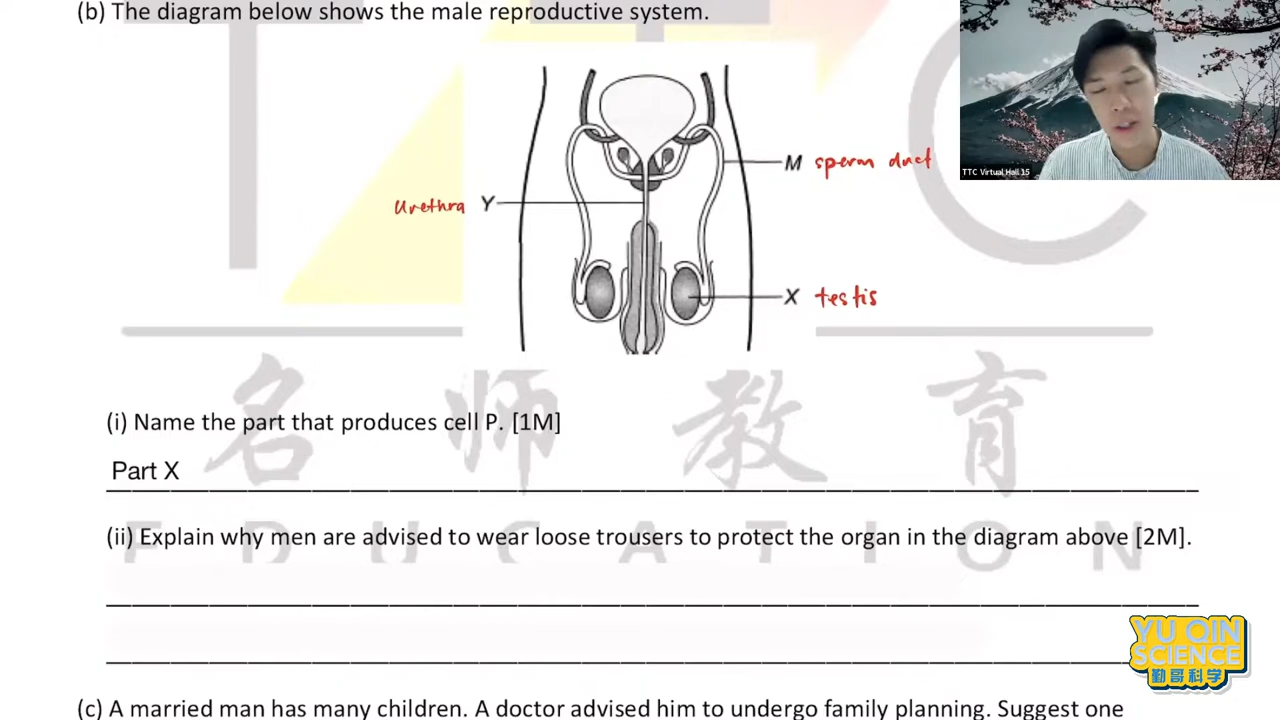 (b) The diagram below shows the male reproductive system.
M sperm duct
TTC Virtual Hall 15
Urethra Y
X testis
名 师 教 育
(i) Name the part that produces cell P. [1M]
Part X
(ii) Explain why men are advised to wear loose trousers to protect the organ in the diagram above [2M].
E D U C A T I O N
YU QIN
SCIENCE
勤哥科学
(c) A married man has many children. A doctor advised him to undergo family planning. Suggest one